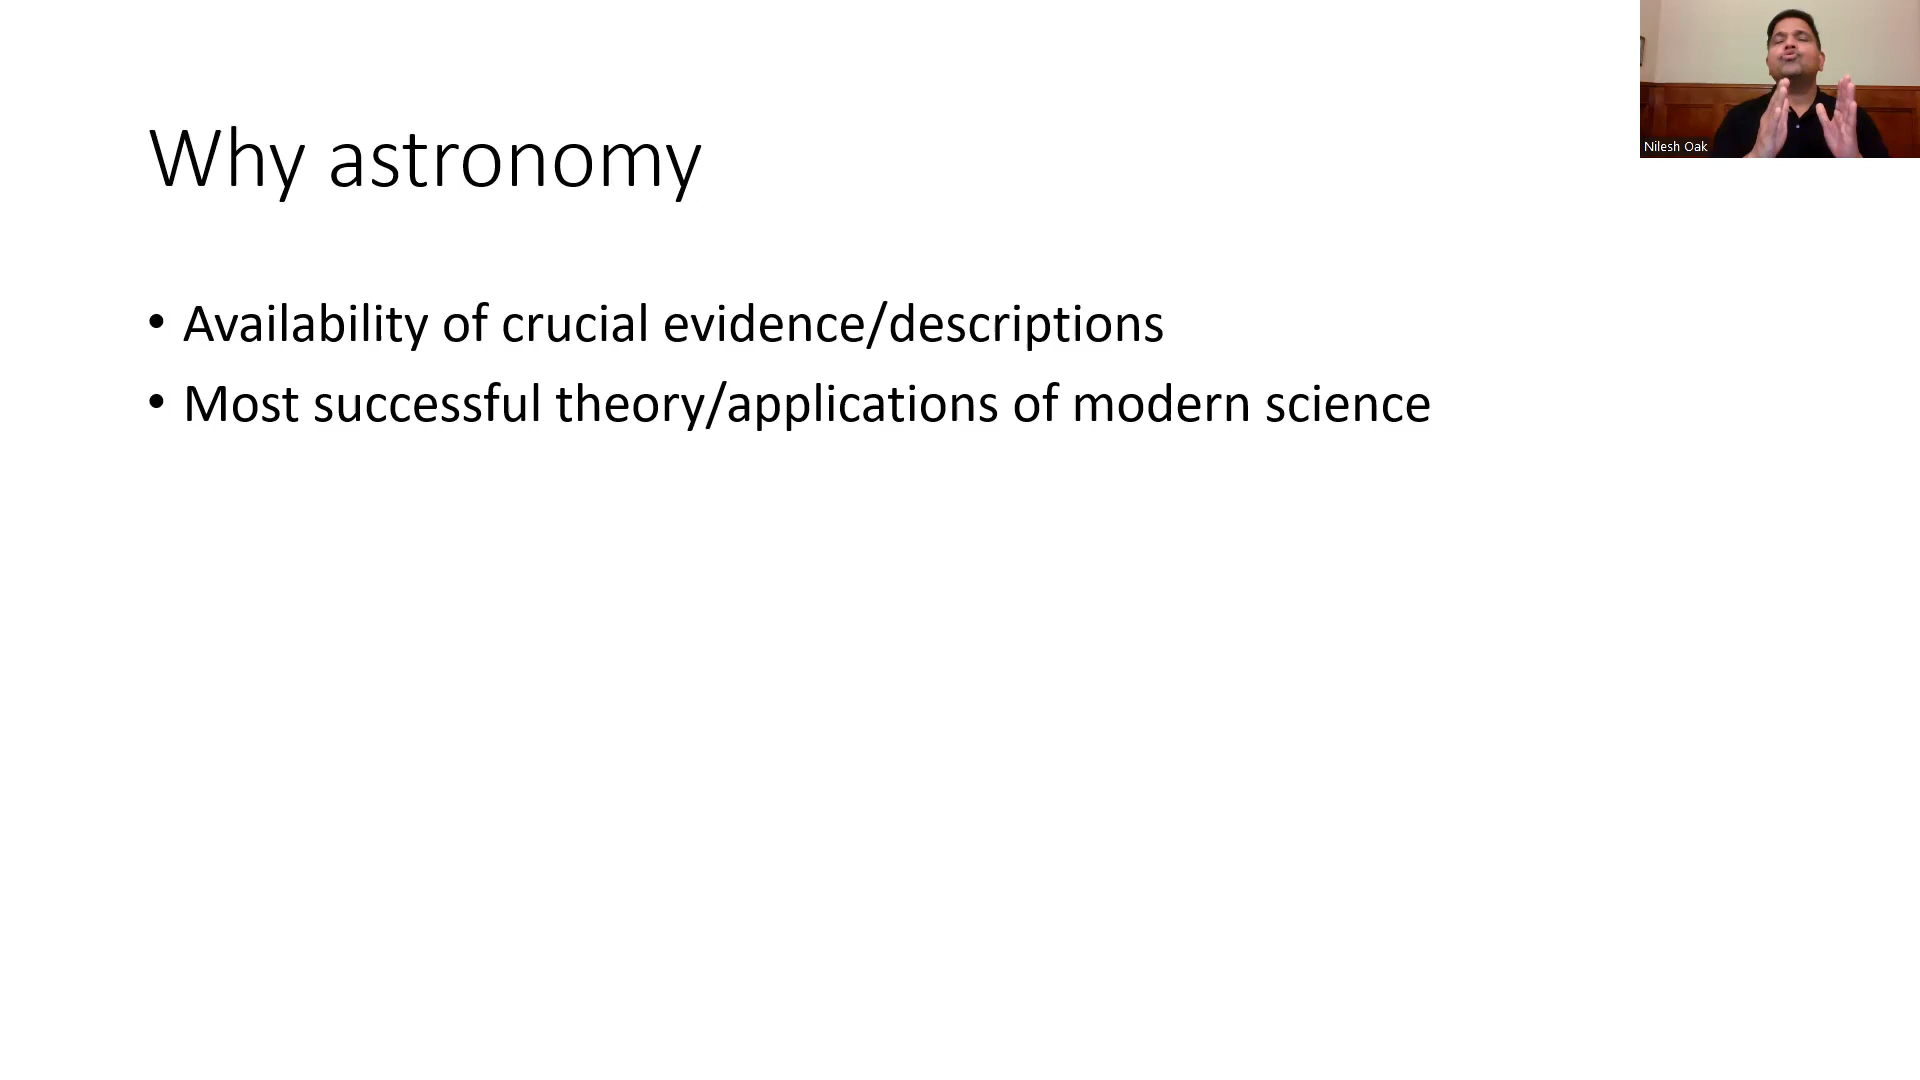 Why astronomy
• Availability of crucial evidence/descriptions
• Most successful theory/applications of modern science
Nilesh Oak